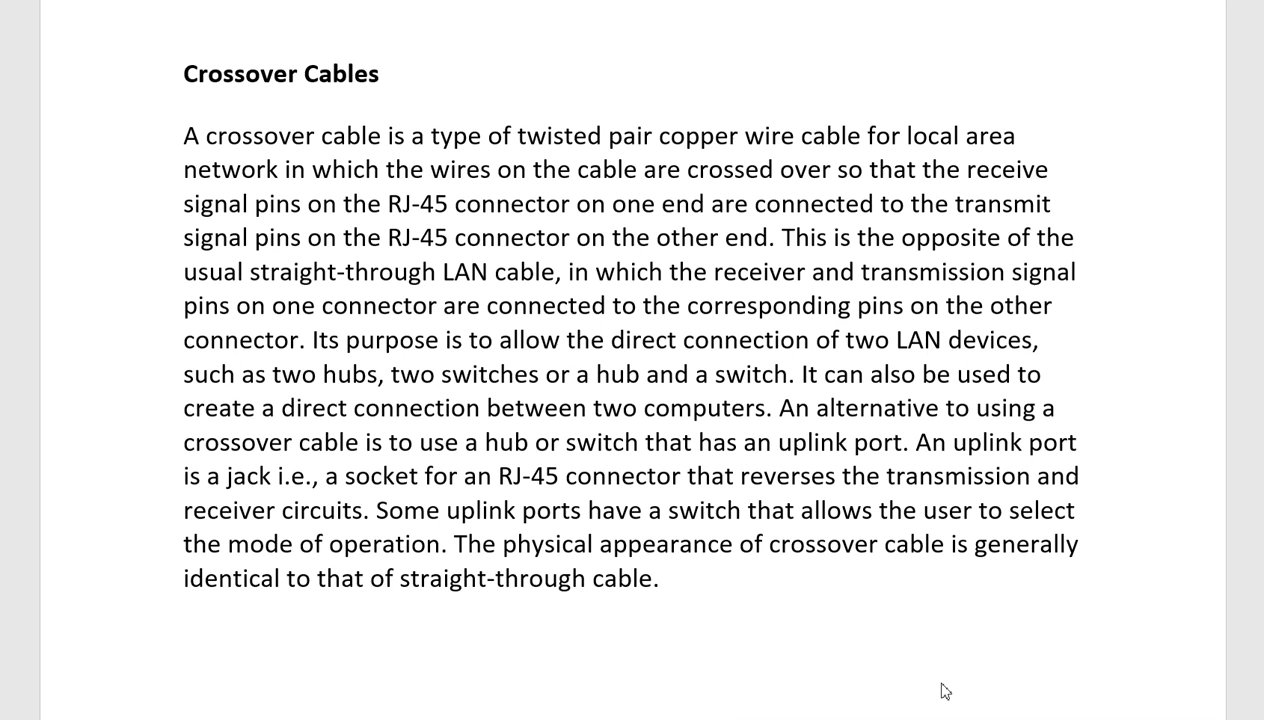 Crossover Cables
A crossover cable is a type of twisted pair copper wire cable for local area
network in which the wires on the cable are crossed over so that the receive
signal pins on the RJ-45 connector on one end are connected to the transmit
signal pins on the RJ-45 connector on the other end. This is the opposite of the
usual straight-through LAN cable, in which the receiver and transmission signal
pins on one connector are connected to the corresponding pins on the other
connector. Its purpose is to allow the direct connection of two LAN devices,
such as two hubs, two switches or a hub and a switch. It can also be used to
create a direct connection between two computers. An alternative to using a
crossover cable is to use a hub or switch that has an uplink port. An uplink port
is a jack i.e., a socket for an RJ-45 connector that reverses the transmission and
receiver circuits. Some uplink ports have a switch that allows the user to select
the mode of operation. The physical appearance of crossover cable is generally
identical to that of straight-through cable.